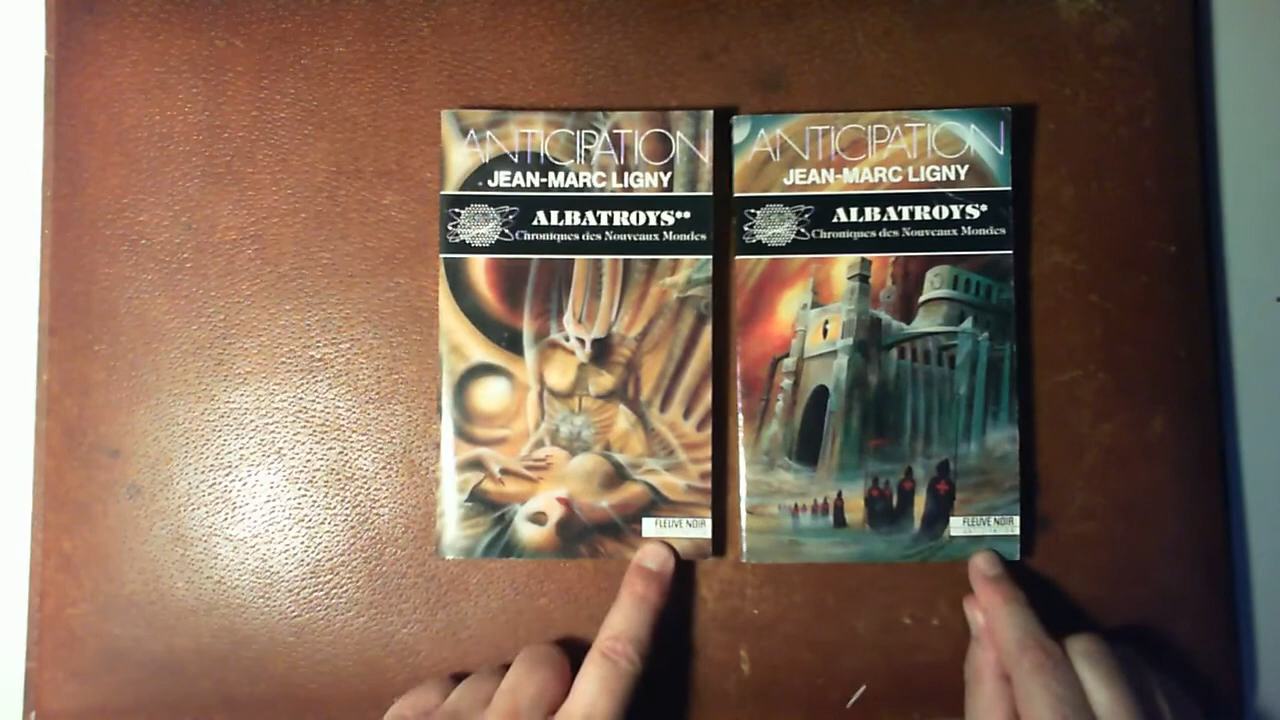 ANTICIPATION
JEAN-MARC LIGNY
ALBATROYS**
Chroniques des Nouveaux Mondes
FLEUVE NOIR
ANTICIPATION
JEAN-MARC LIGNY
ALBATROYS*
Chroniques des Nouveaux Mondes
FLEUVE NOIR